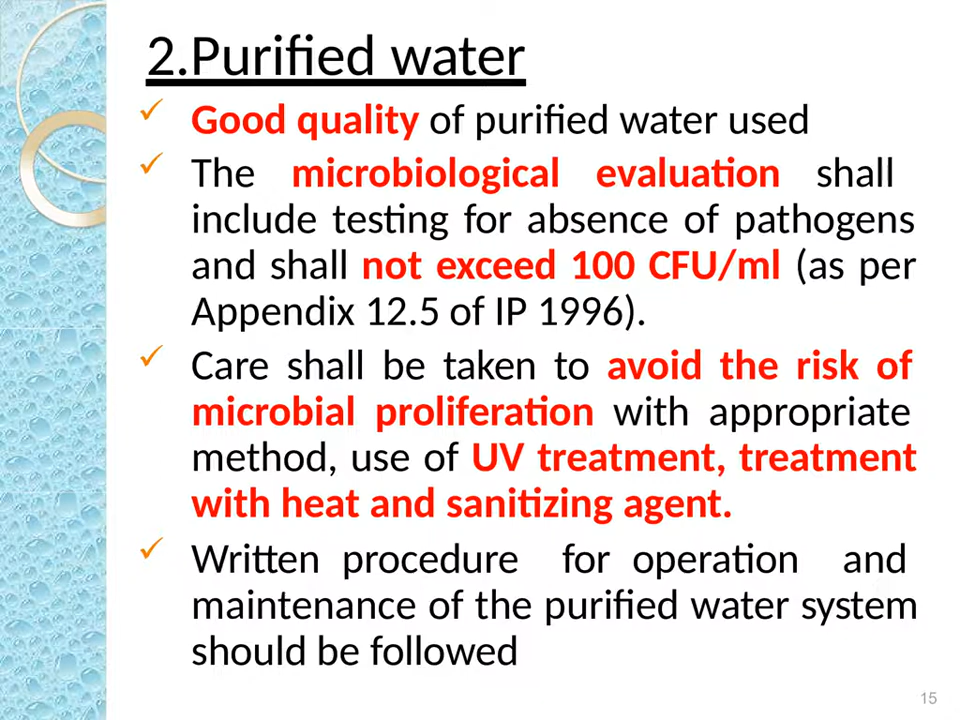 2.Purified water
✓ Good quality of purified water used
✓ The microbiological evaluation shall
include testing for absence of pathogens
and shall not exceed 100 CFU/ml (as per
Appendix 12.5 of IP 1996).
✓ Care shall be taken to avoid the risk of
microbial proliferation with appropriate
method, use of UV treatment, treatment
with heat and sanitizing agent.
✓ Written procedure for operation and
maintenance of the purified water system
should be followed
15